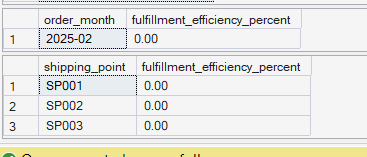 order_month fulfillment_efficiency_percent
1 2025-02 0.00
shipping_point fulfillment_efficiency_percent
1 SP001 0.00
2 SP002 0.00
3 SP003 0.00